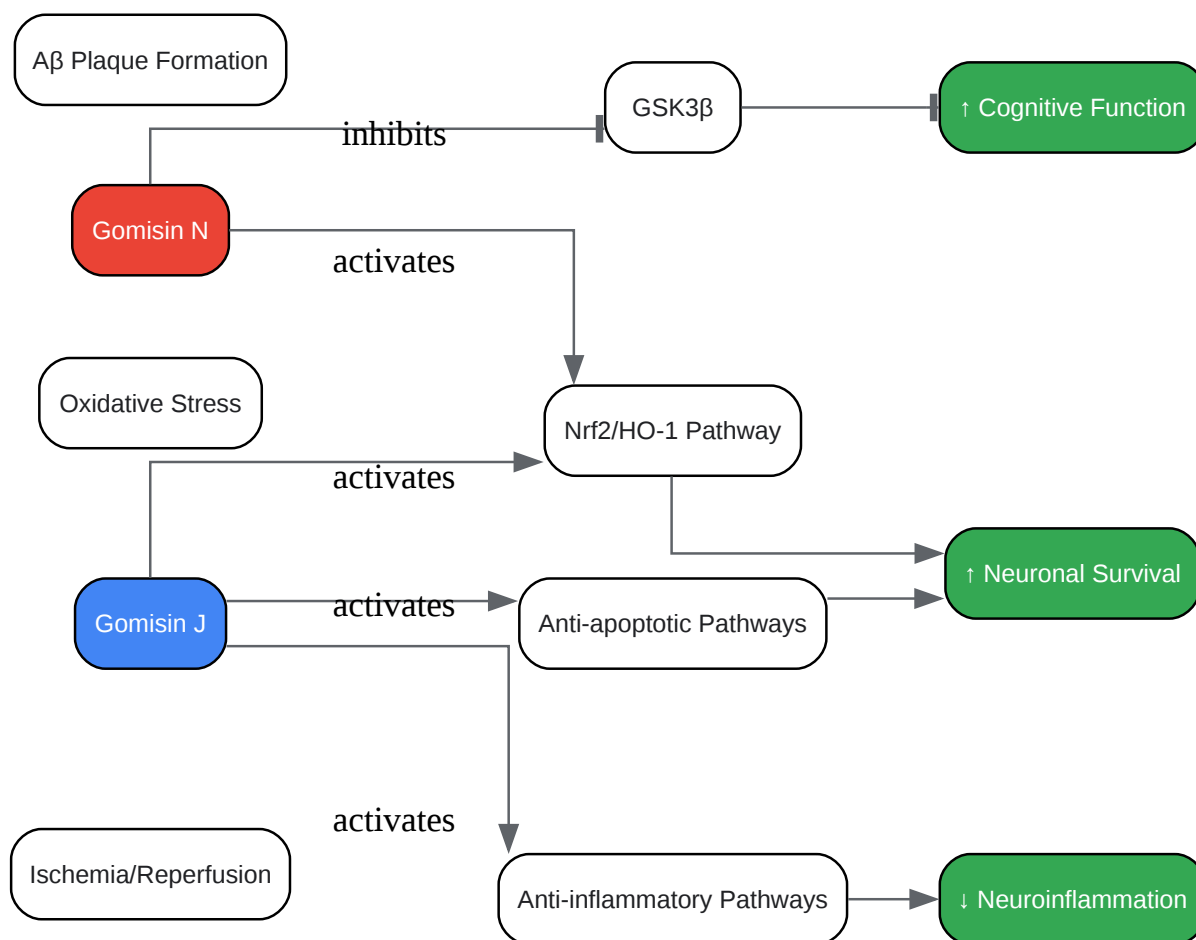 Aβ Plaque Formation
GSK3β
↑ Cognitive Function
inhibits
Gomisin N
activates
Oxidative Stress
Nrf2/HO-1 Pathway
activates
Gomisin J
activates
Anti-apoptotic Pathways
↑ Neuronal Survival
activates
Ischemia/Reperfusion
Anti-inflammatory Pathways
↓ Neuroinflammation